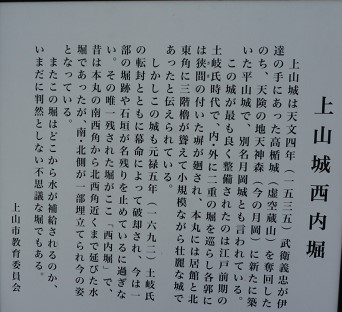 上山城西内堀
上山城は天文四年（一五三五）武衛義忠が伊
達の手にあった高楯城（虚空蔵山）を奪回した
のち、天険の地天神森（今の月岡）に新たに築
いた平山城で、別名月岡城とも言われている。
この城が最も良く整備されたのは江戸前期の
土岐氏時代で、内・外に二重の堀を巡らし各郭に
は狭間の付いた塀が廻され、本丸には居館と北
東角に三階櫓が聳えて小規模ながら壮麗な城で
あったと伝えられている。
しかしこの城も元禄五年（一六九二）土岐氏
の転封とともに幕命によって破却され、今は一
部の堀跡や石垣が名残りを止めているに過ぎな
い。その唯一残された堀がここ「西内堀」で、
昔は本丸の南西角から北西角近くまで延びた水
堀であったが、南・北側が一部埋立てられ今の姿
となっている。
またこの堀はどこから水が補給されるのか、
いまだに判然としない不思議な堀でもある。
上山市教育委員会